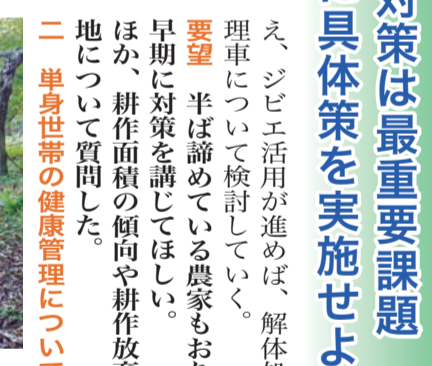 対策は最重要課題
具体策を実施せよ
え、ジビエ活用が進めば、解体処
理車について検討していく。
要望 半ば諦めている農家もおり
早期に対策を講じてほしい。
ほか、耕作面積の傾向や耕作放棄
地について質問した。
二 単身世帯の健康管理について